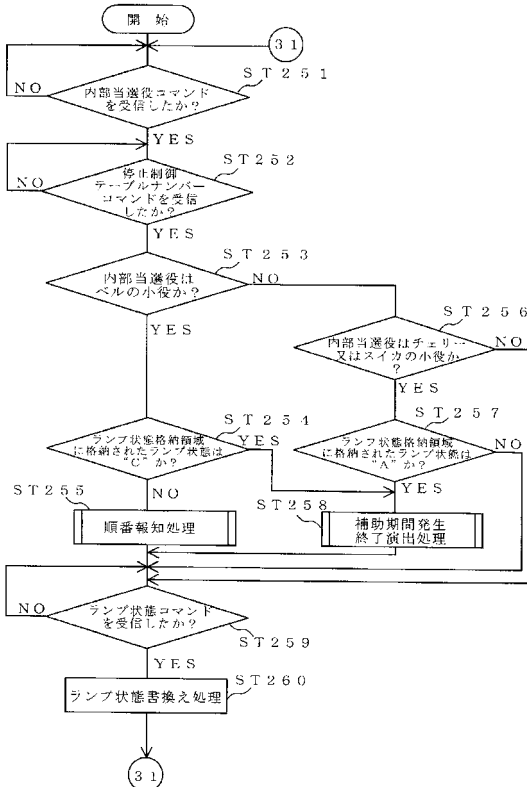 開 始
31
ST251
内部当選役コマンド
を受信したか？
NO
YES
ST252
停止制御
テーブルナンバー
コマンドを受信
したか？
NO
YES
ST253
内部当選役は
ベルの小役か？
NO
YES
ST256
内部当選役はチェリー
又はスイカの小役か
？
NO
YES
ST254
ランプ状態格納領域
に格納されたランプ状態は
"C"か？
YES
NO
ST257
ランプ状態格納領域
に格納されたランプ状態は
"A"か？
NO
YES
ST255
順番報知処理
ST258
補助期間発生
終了演出処理
ランプ状態コマンド
を受信したか？
NO
ST259
YES
ST260
ランプ状態書換え処理
31